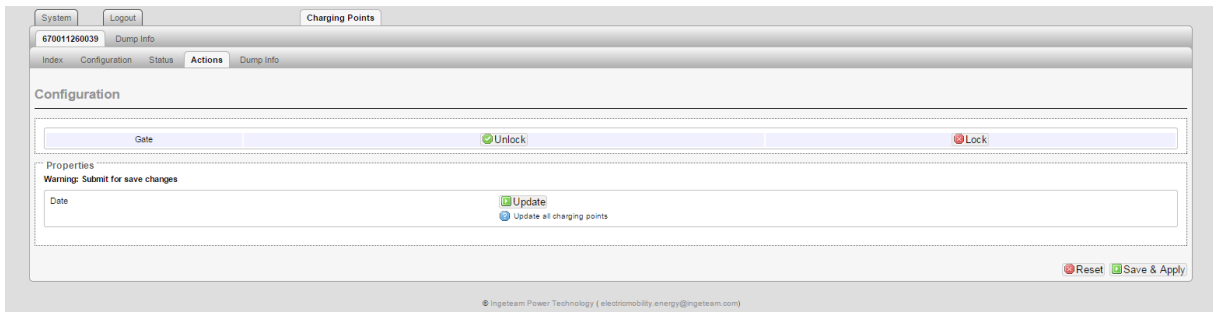 System Logout Charging Points
670011260039 Dump Info
Index Configuration Status Actions Dump Info
Configuration
Gate Unlock Lock
Properties
Warning: Submit for save changes
Date Update
Update all charging points
Reset Save & Apply
© Ingeteam Power Technology ( electricmobility.energy@ingeteam.com)